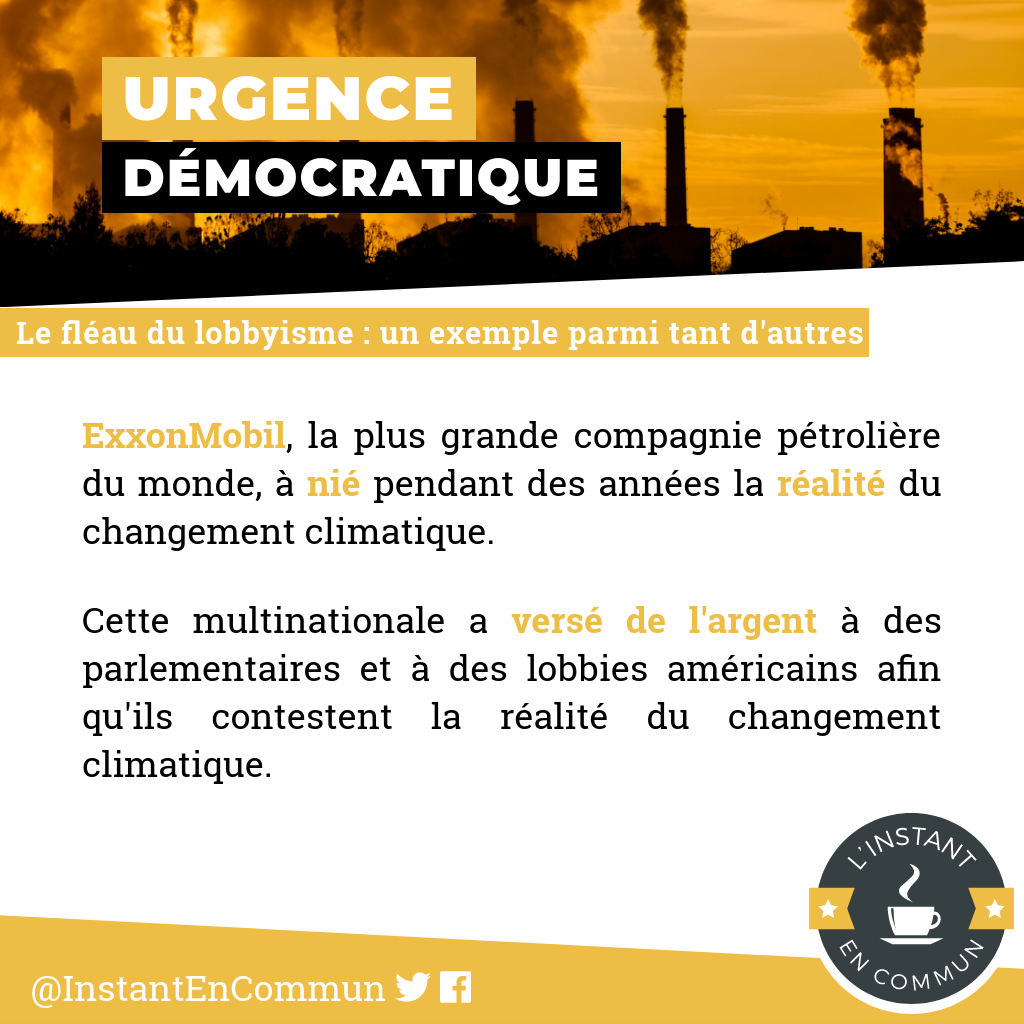 URGENCE
DÉMOCRATIQUE
Le fléau du lobbyisme : un exemple parmi tant d'autres
ExxonMobil, la plus grande compagnie pétrolière
du monde, à nié pendant des années la réalité du
changement climatique.
Cette multinationale a versé de l'argent à des
parlementaires et à des lobbies américains afin
qu'ils contestent la réalité du changement
climatique.
L'INSTANT
EN COMMUN
@InstantEnCommun